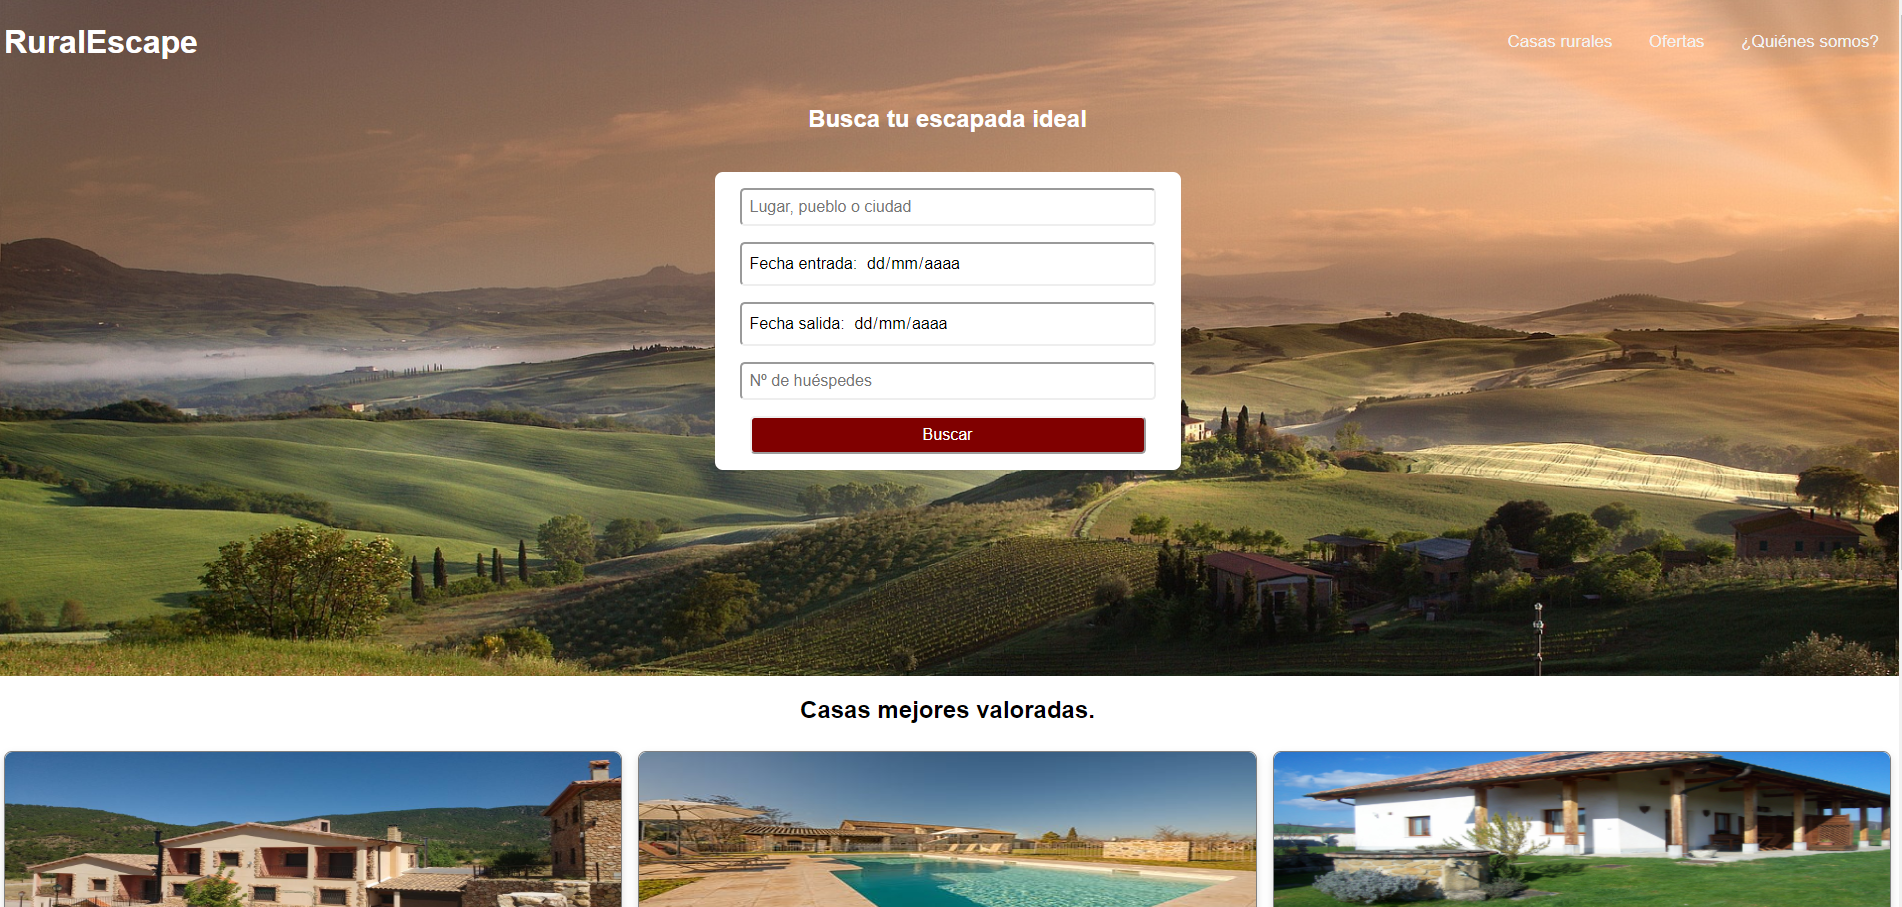 RuralEscape
Casas rurales Ofertas ¿Quiénes somos?
Busca tu escapada ideal
Lugar, pueblo o ciudad
Fecha entrada: dd/mm/aaaa
Fecha salida: dd/mm/aaaa
Nº de huéspedes
Buscar
Casas mejores valoradas.